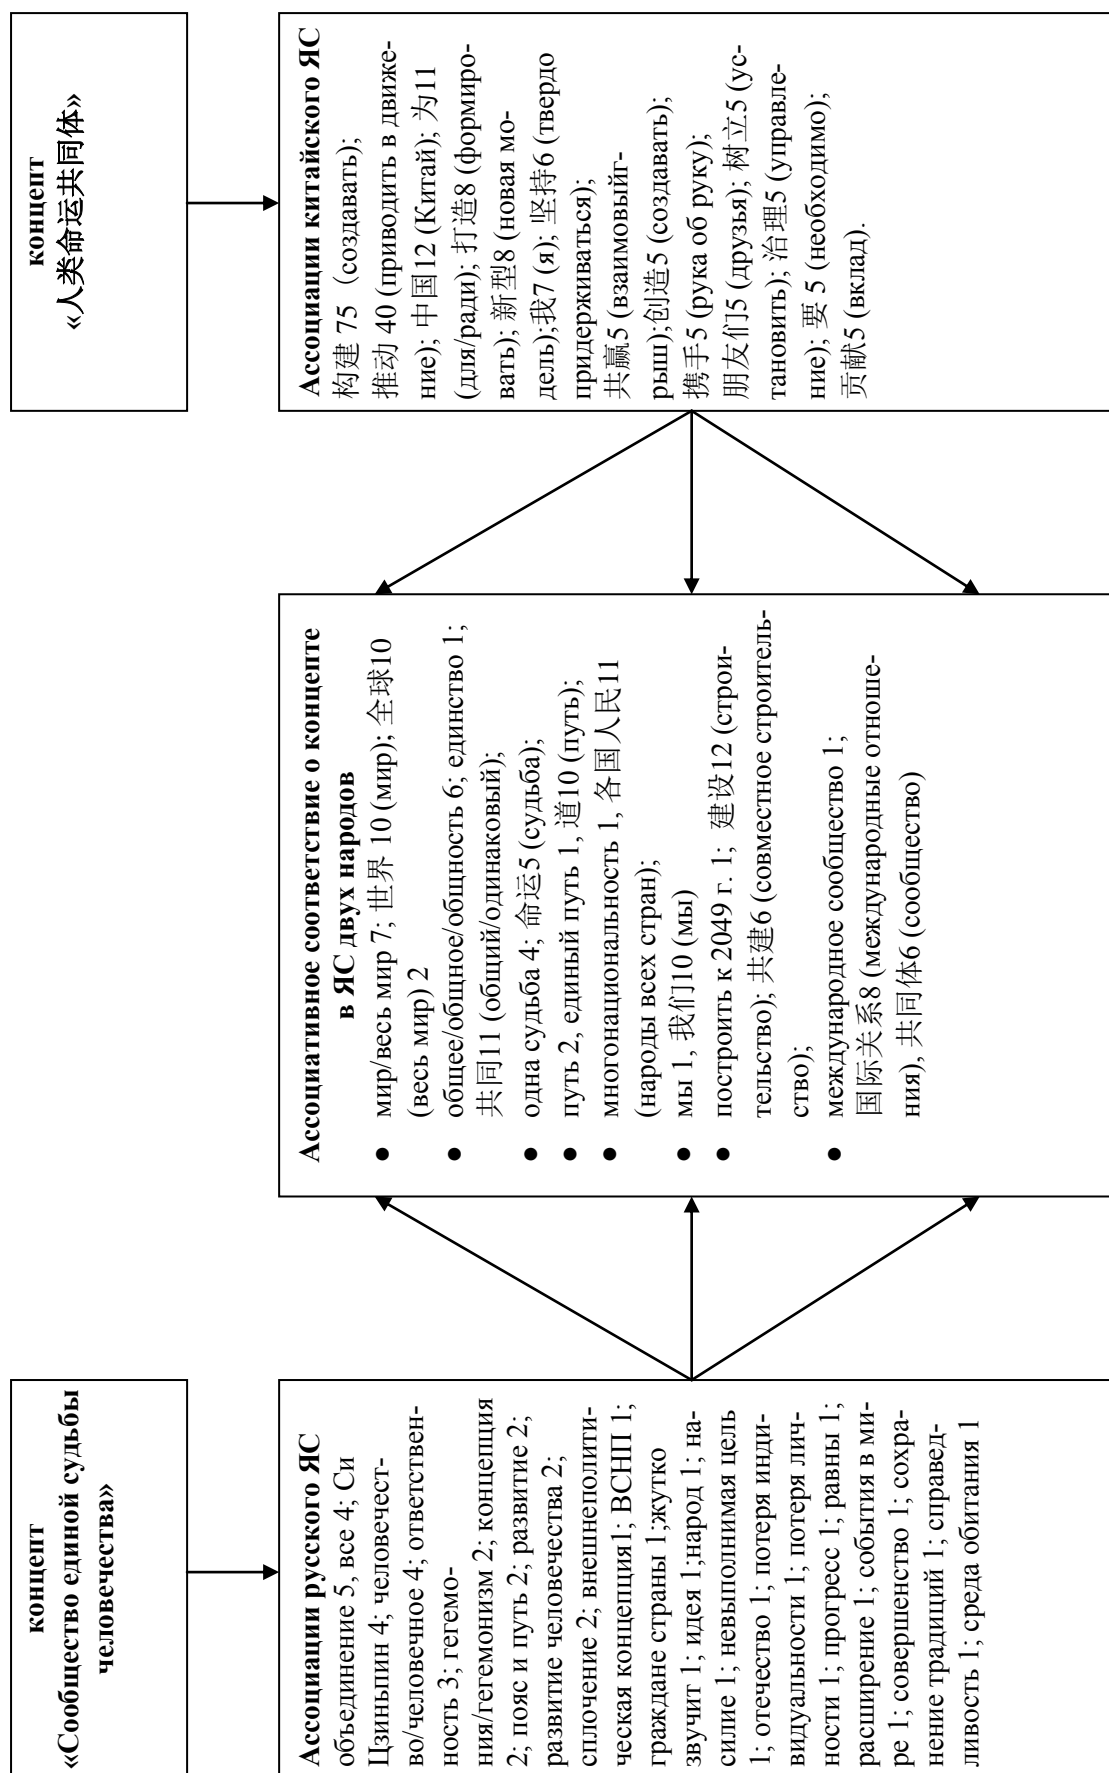 концепт
«Сообщество единой судьбы
человечества»
Ассоциации русского ЯС
объединение 5, все 4; Си
Цзиньпин 4; человечест-
во/человечное 4; ответствен-
ность 3; гегемо-
ния/гегемонизм 2; концепция
2; пояс и путь 2; развитие 2;
развитие человечества 2;
сплочение 2; внешнеполити-
ческая концепция1; ВСНП 1;
граждане страны 1;жутко
звучит 1; идея 1;народ 1; на-
силие 1; невыполнимая цель
1; отечество 1; потеря инди-
видуальности 1; потеря лич-
ности 1; прогресс 1; равны 1;
расширение 1; события в ми-
ре 1; совершенство 1; сохра-
нение традиций 1; справед-
ливость 1; среда обитания 1
Ассоциативное соответствие о концепте
в ЯС двух народов
● мир/весь мир 7; 世界 10 (мир); 全球10
(весь мир) 2
● общее/общное/общность 6; единство 1;
共同11 (общий/одинаковый);
● одна судьба 4; 命运5 (судьба);
● путь 2, единый путь 1, 道10 (путь);
● многонациональность 1, 各国人民11
(народы всех стран);
● мы 1, 我们10 (мы)
● построить к 2049 г. 1; 建设12 (строи-
тельство); 共建6 (совместное строитель-
ство);
● международное сообщество 1;
国际关系8 (международные отноше-
ния), 共同体6 (сообщество)
концепт
«人类命运共同体»
Ассоциации китайского ЯС
构建 75 (создавать);
推动 40 (приводить в движе-
ние); 中国12 (Китай); 为11
(для/ради); 打造8 (формиро-
вать); 新型8 (новая мо-
дель);我7 (я); 坚持6 (твердо
придерживаться);
共赢5 (взаимовыйг-
рыш);创造5 (создавать);
携手5 (рука об руку);
朋友们5 (друзья); 树立5 (ус-
тановить); 治理5 (управле-
ние); 要 5 (необходимо);
贡献5 (вклад).